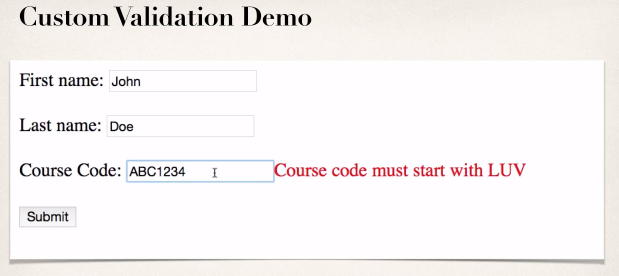 Custom Validation Demo
First name: John
Last name: Doe
Course Code: ABC1234 Course code must start with LUV
Submit